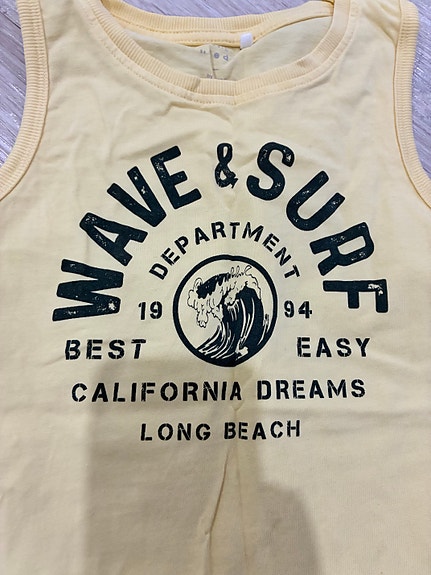 WAVE & SURF
DEPARTMENT
19 94
BEST EASY
CALIFORNIA DREAMS
LONG BEACH